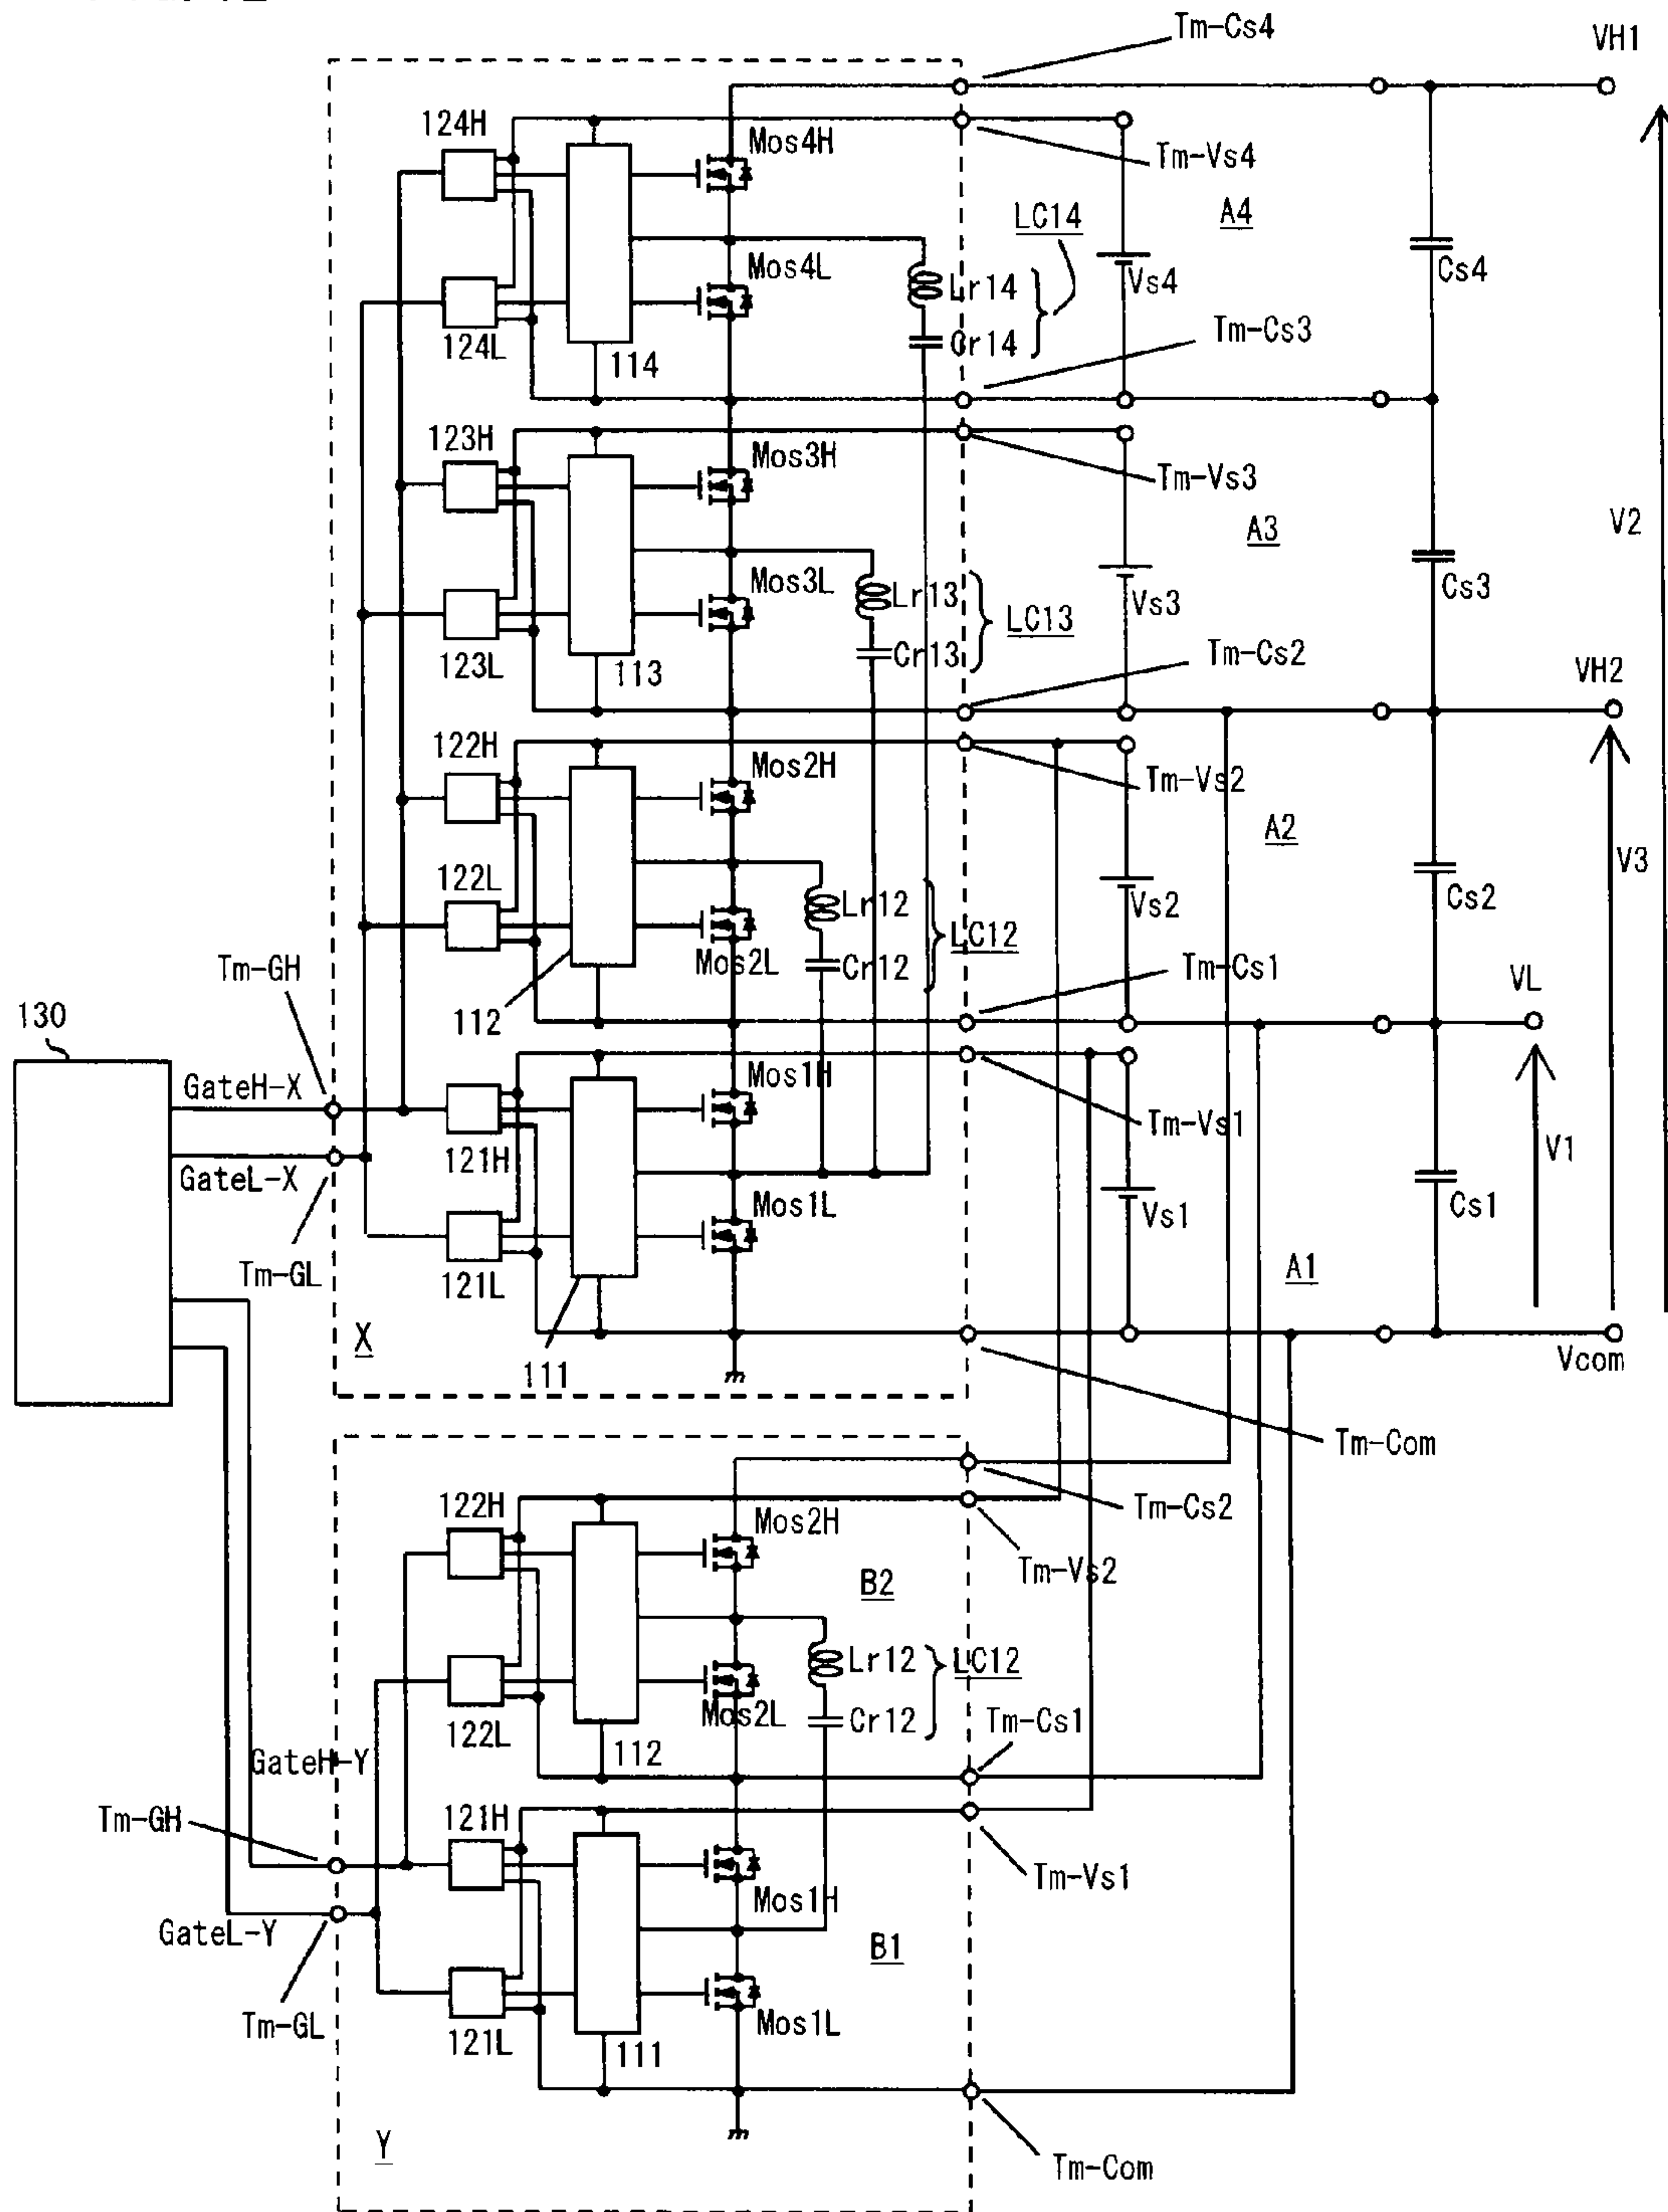 Tm-Cs4
VH1
124H
Mos4H
Tm-Vs4
LC14
A4
Mos4L
Lr14
Vs4
Cs4
Cr14
Tm-Cs3
124L
114
123H
Mos3H
Tm-Vs3
A3
V2
Mos3L
Lr13
LC13
Vs3
Cs3
Cr13
Tm-Cs2
123L
113
VH2
122H
Mos2H
Tm-Vs2
A2
V3
122L
Lr12
LC12
Vs2
Cs2
Mos2L
Cr12
Tm-Cs1
Tm-GH
VL
130
112
GateH-X
Mos1H
Tm-Vs1
V1
GateL-X
121H
Mos1L
Vs1
Cs1
Tm-GL
121L
A1
X
111
Vcom
Tm-Com
122H
Mos2H
Tm-Cs2
Tm-Vs2
B2
Lr12
LC12
Mos2L
Cr12
Tm-Cs1
122L
112
GateH-Y
Tm-GH
121H
Tm-Vs1
Mos1H
GateL-Y
B1
Tm-GL
121L
Mos1L
111
Y
Tm-Com